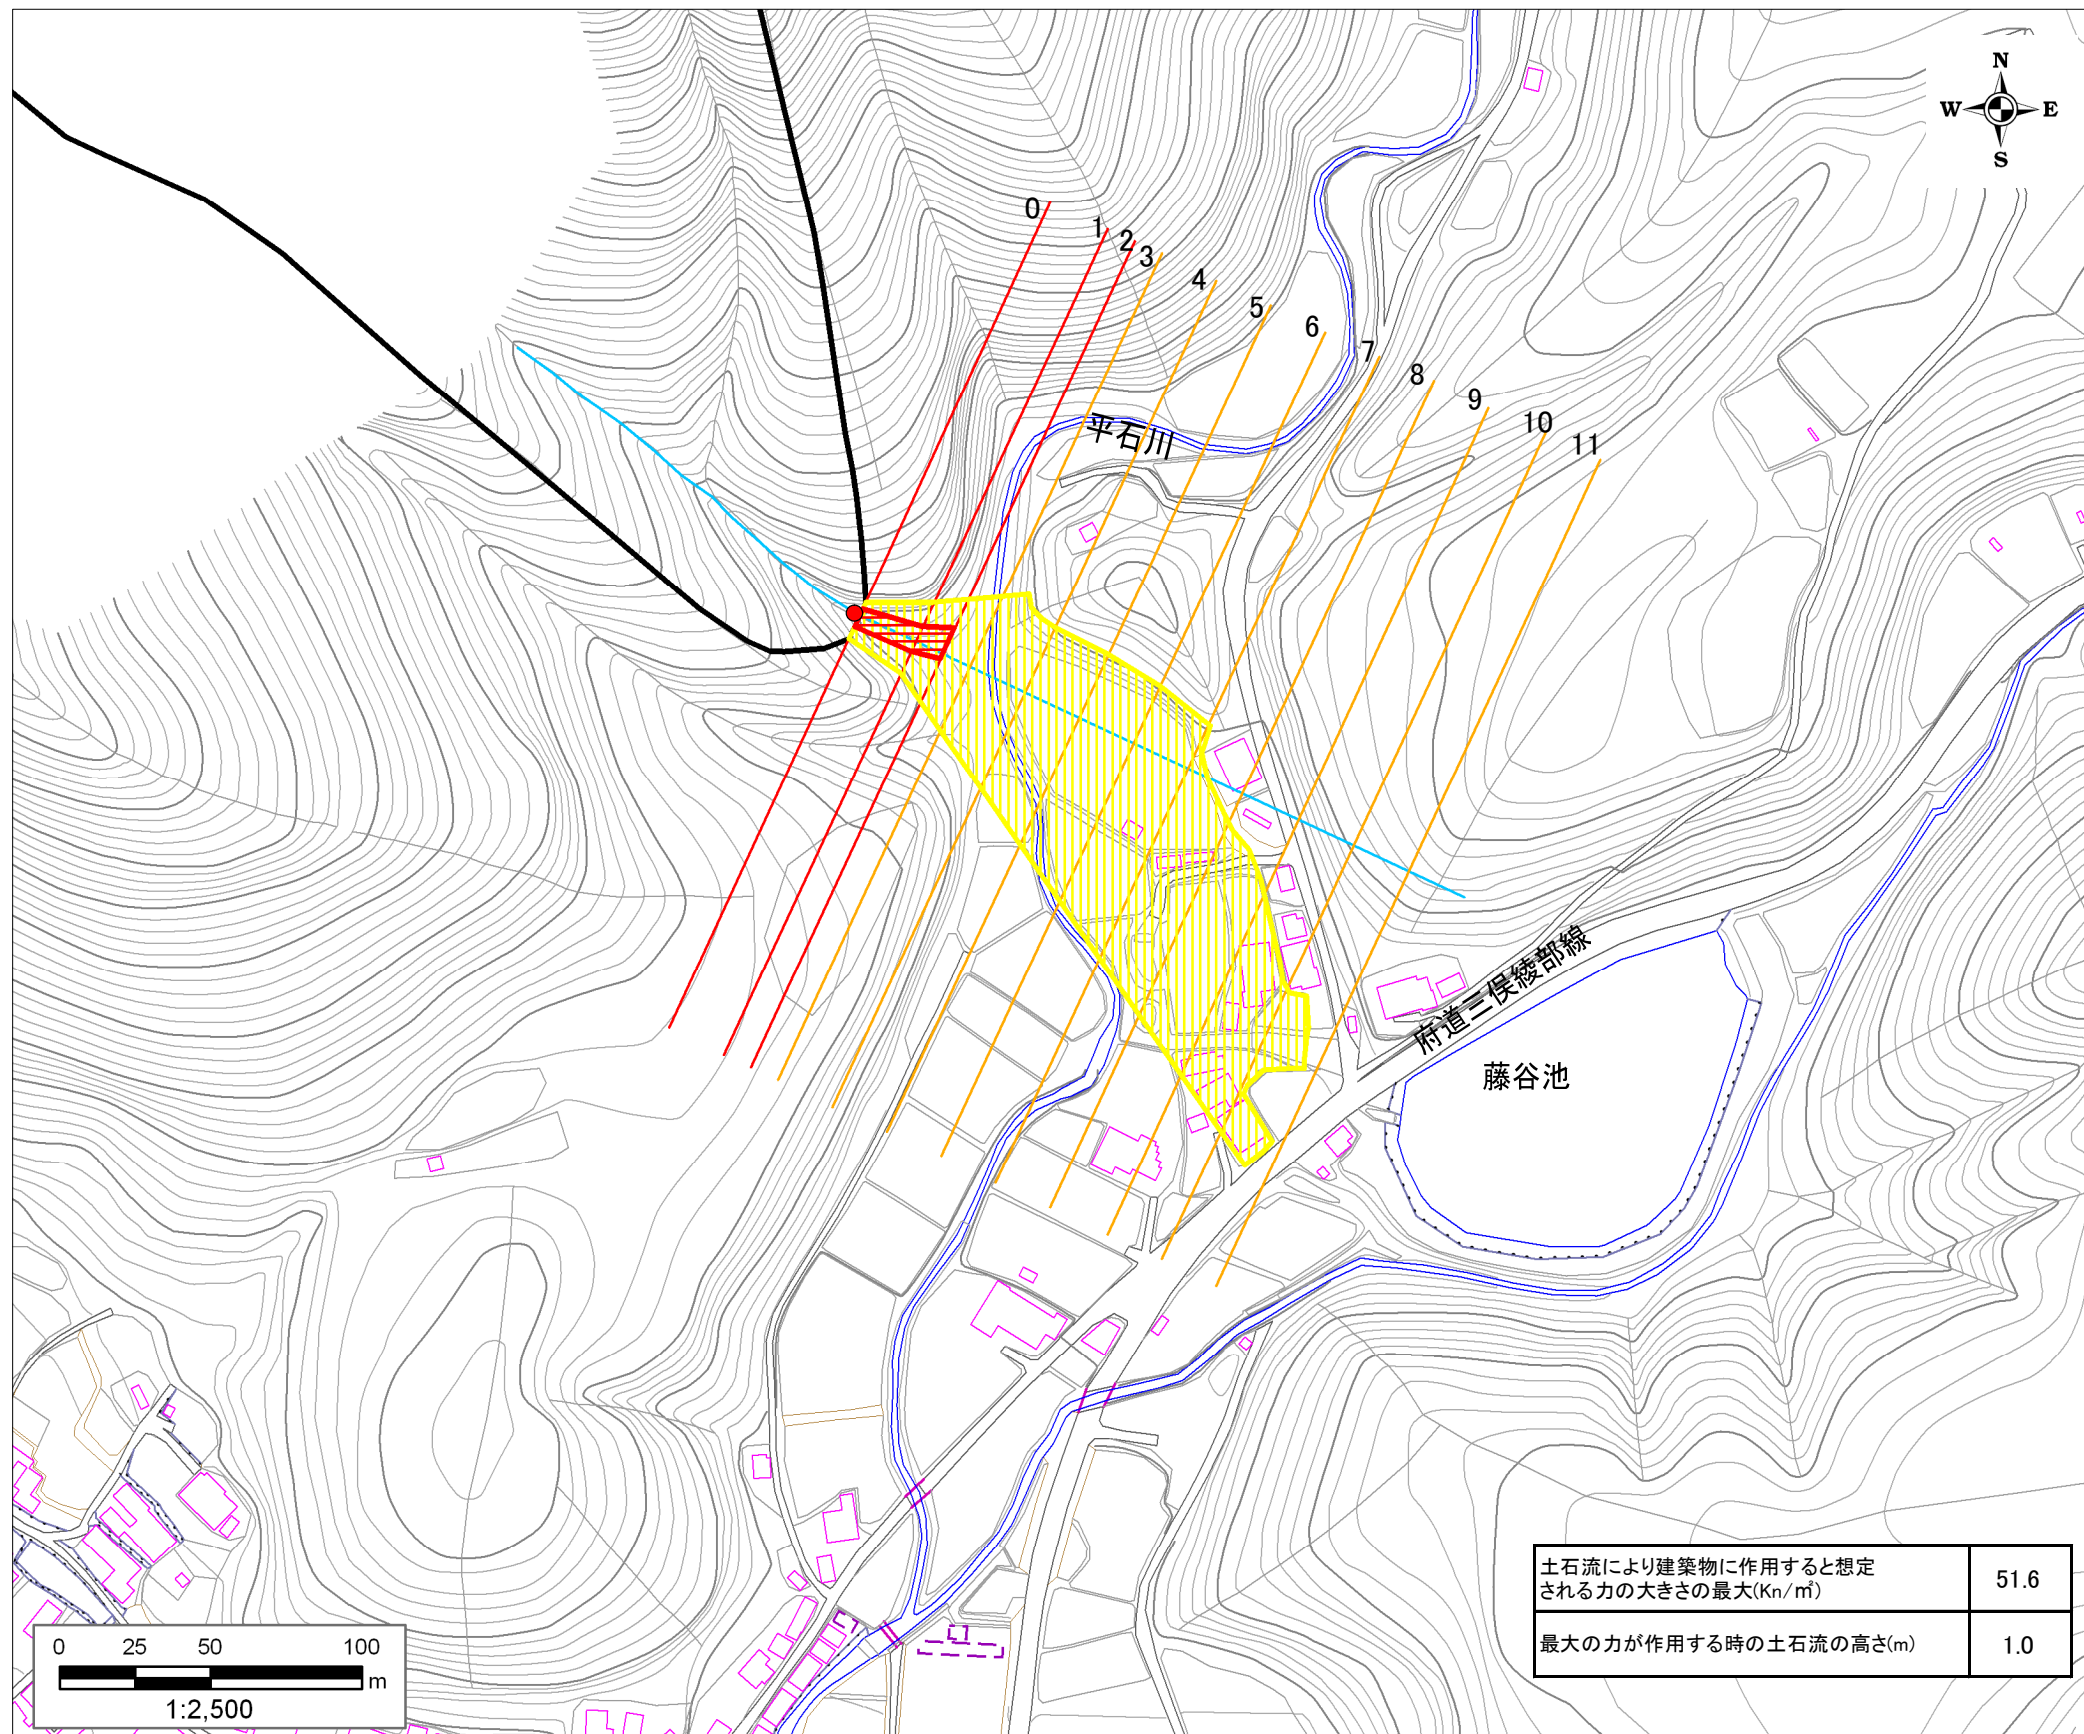 N
W E
S
0
1
2
3
4
5
6
7
8
9
10
11
平石川
府道三俣綾部線
藤谷池
土石流により建築物に作用すると想定
される力の大きさの最大(Kn/㎡)
51.6
最大の力が作用する時の土石流の高さ(m)
1.0
0 25 50 100
m
1:2,500